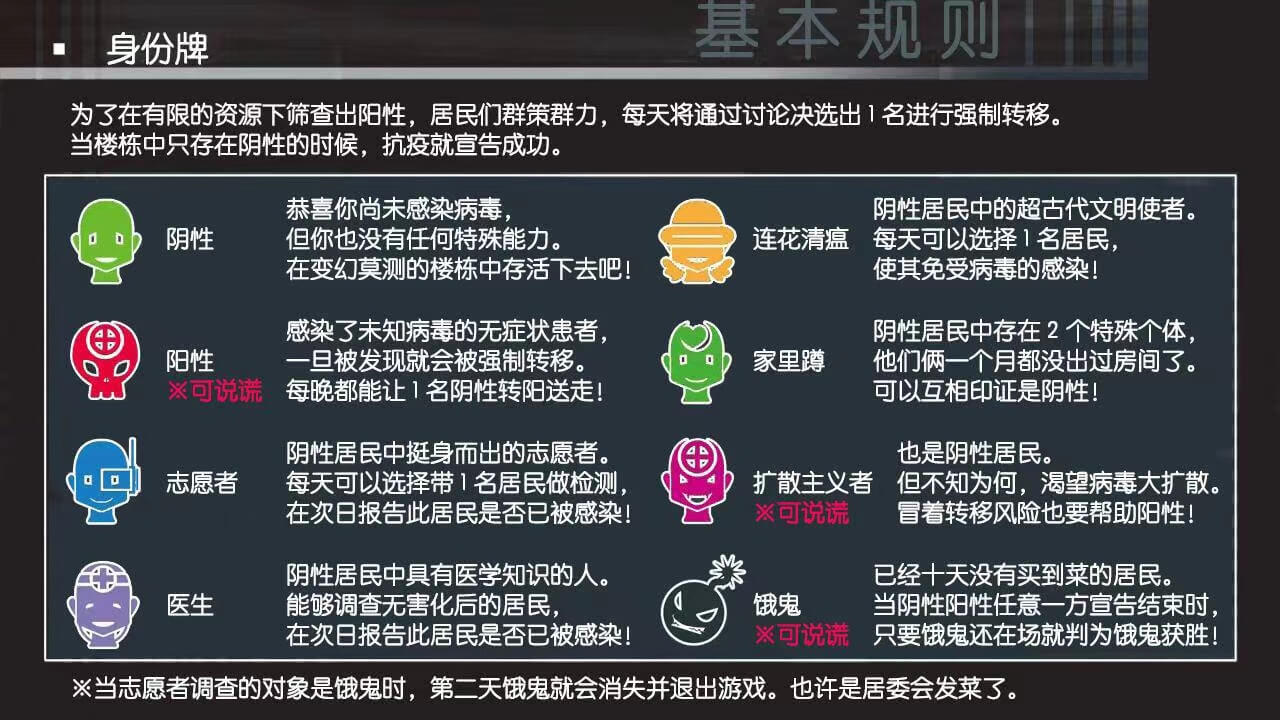 基本规则
▪ 身份牌
为了在有限的资源下筛查出阳性，居民们群策群力，每天将通过讨论决选出1名进行强制转移。
当楼栋中只存在阴性的时候，抗疫就宣告成功。
阴性
恭喜你尚未感染病毒，
但你也没有任何特殊能力。
在变幻莫测的楼栋中存活下去吧！
连花清瘟
阴性居民中的超古代文明使者。
每天可以选择1名居民，
使其免受病毒的感染！
阳性
※可说谎
感染了未知病毒的无症状患者，
一旦被发现就会被强制转移。
每晚都能让1名阴性转阳送走！
家里蹲
阴性居民中存在2个特殊个体，
他们俩一个月都没出过房间了。
可以互相印证是阴性！
志愿者
阴性居民中挺身而出的志愿者。
每天可以选择带1名居民做检测，
在次日报告此居民是否已被感染！
扩散主义者
※可说谎
也是阴性居民。
但不知为何，渴望病毒大扩散。
冒着转移风险也要帮助阳性！
医生
阴性居民中具有医学知识的人。
能够调查无害化后的居民，
在次日报告此居民是否已被感染！
饿鬼
※可说谎
已经十天没有买到菜的居民。
当阴性阳性任意一方宣告结束时，
只要饿鬼还在场就判为饿鬼获胜！
※当志愿者调查的对象是饿鬼时，第二天饿鬼就会消失并退出游戏。也许是居委会发菜了。